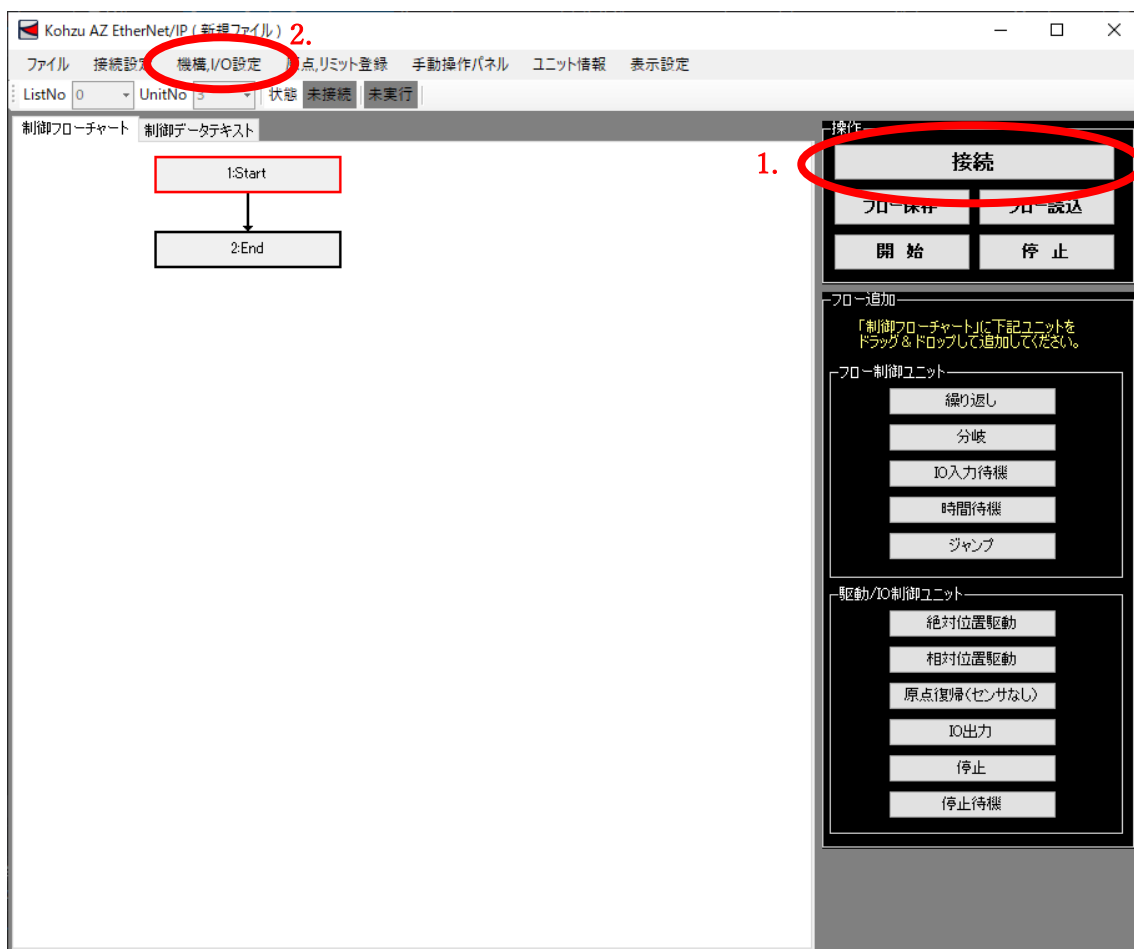 Kohzu AZ EtherNet/IP ( 新規ファイル )
2.
ファイル 接続設定 機構,I/O設定 原点,リミット登録 手動操作パネル ユニット情報 表示設定
ListNo 0 UnitNo 3 状態 未接続 未実行
制御フローチャート 制御データテキスト
1:Start
2:End
1.
操作
接続
フロー保存 フロー読込
開 始 停 止
フロー追加
「制御フローチャート」に下記ユニットを
ドラッグ&ドロップして追加してください。
フロー制御ユニット
繰り返し
分岐
IO入力待機
時間待機
ジャンプ
駆動/IO制御ユニット
絶対位置駆動
相対位置駆動
原点復帰(センサなし)
IO出力
停止
停止待機